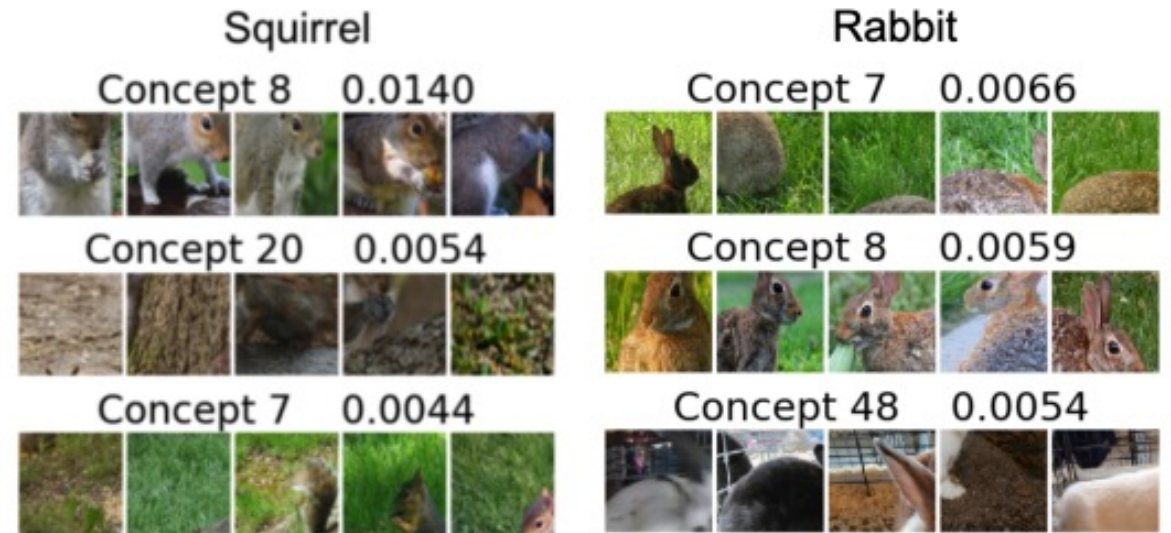 Squirrel
Concept 8 0.0140
Concept 20 0.0054
Concept 7 0.0044
Rabbit
Concept 7 0.0066
Concept 8 0.0059
Concept 48 0.0054